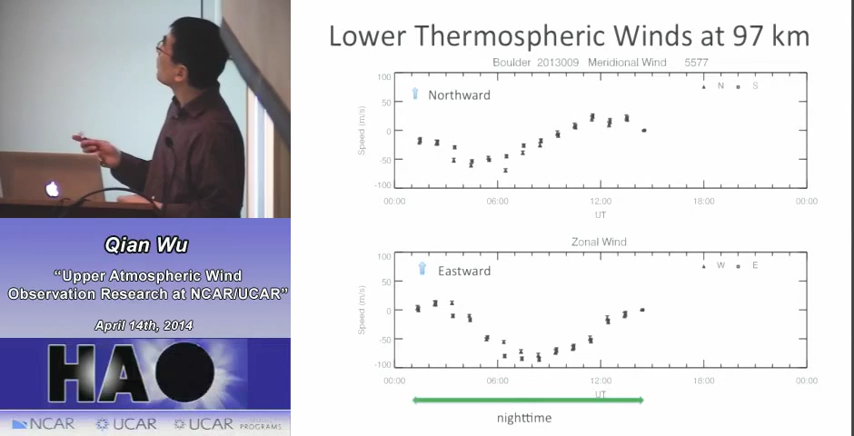 Lower Thermospheric Winds at 97 km
Boulder 2013009 Meridional Wind 5577
100
50
0
-50
-100
Speed (m/s)
Northward
N S
00:00 06:00 12:00 18:00 00:00
UT
Zonal Wind
100
50
0
-50
-100
Speed (m/s)
Eastward
W E
00:00 06:00 12:00 18:00 00:00
UT
nighttime
Qian Wu
“Upper Atmospheric Wind
Observation Research at NCAR/UCAR”
April 14th, 2014
HAO
NCAR UCAR UCAR PROGRAMS